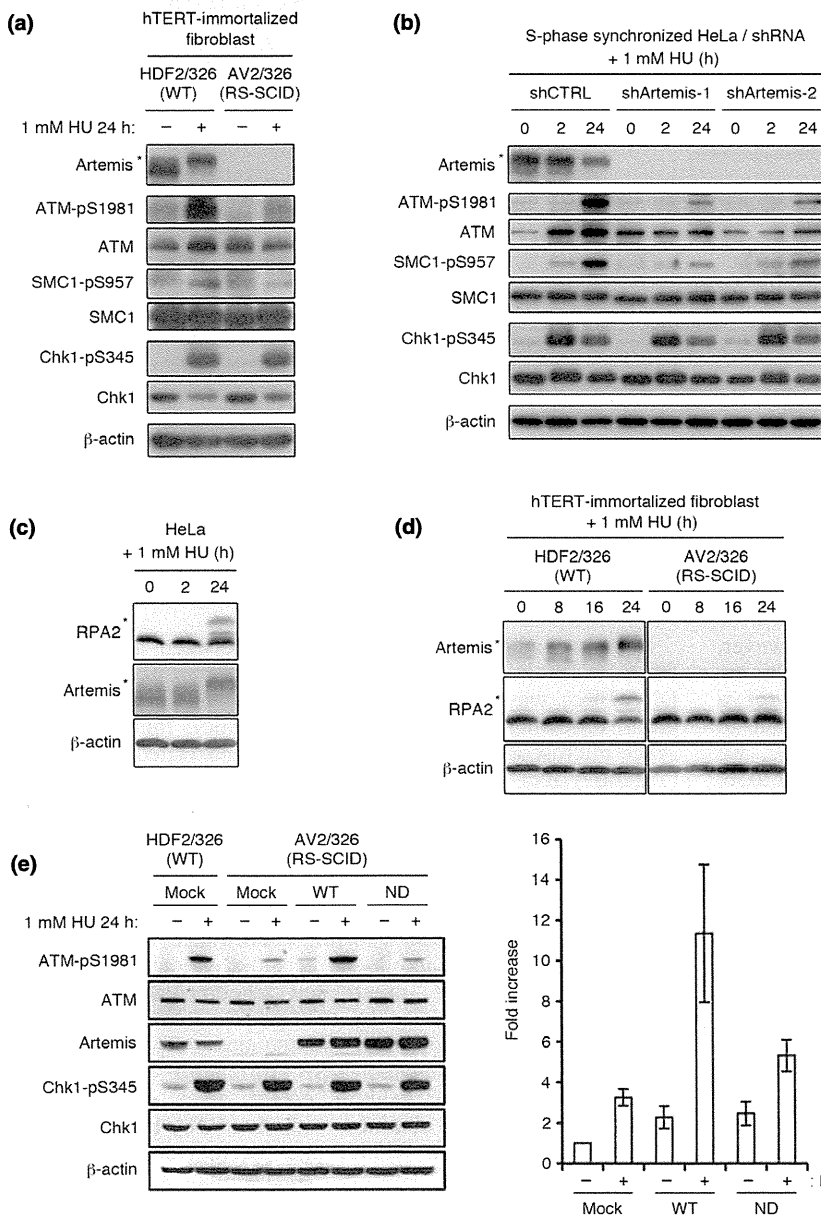 (a)
hTERT-immortalized
fibroblast
HDF2/326 AV2/326
(WT) (RS-SCID)
1 mM HU 24 h: – + – +
Artemis *
ATM-pS1981
ATM
SMC1-pS957
SMC1
Chk1-pS345
Chk1
β-actin
(b)
S-phase synchronized HeLa / shRNA
+ 1 mM HU (h)
shCTRL shArtemis-1 shArtemis-2
0 2 24 0 2 24 0 2 24
Artemis *
ATM-pS1981
ATM
SMC1-pS957
SMC1
Chk1-pS345
Chk1
β-actin
(c)
HeLa
+ 1 mM HU (h)
0 2 24
RPA2 *
Artemis *
β-actin
(d)
hTERT-immortalized fibroblast
+ 1 mM HU (h)
HDF2/326 AV2/326
(WT) (RS-SCID)
0 8 16 24 0 8 16 24
Artemis *
RPA2 *
β-actin
(e)
HDF2/326 AV2/326
(WT) (RS-SCID)
Mock Mock WT ND
1 mM HU 24 h: – + – + – + – +
ATM-pS1981
ATM
Artemis
Chk1-pS345
Chk1
β-actin
Fold increase
16
14
12
10
8
6
4
2
0
– + – + – + :
Mock WT ND